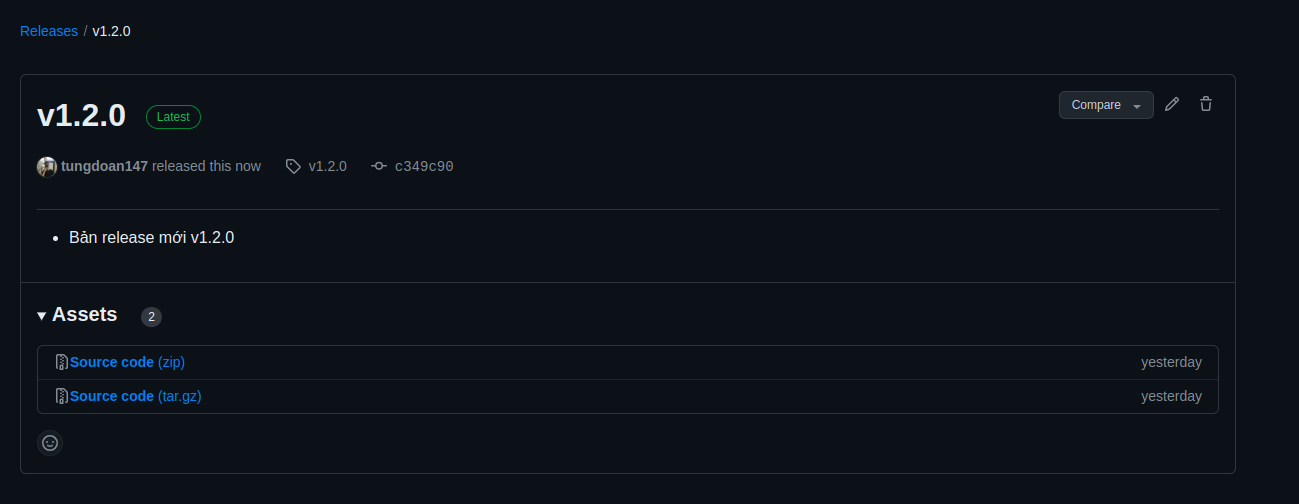 Releases / v1.2.0
v1.2.0 Latest Compare
tungdoan147 released this now v1.2.0 c349c90
• Bản release mới v1.2.0
Assets 2
Source code (zip) yesterday
Source code (tar.gz) yesterday